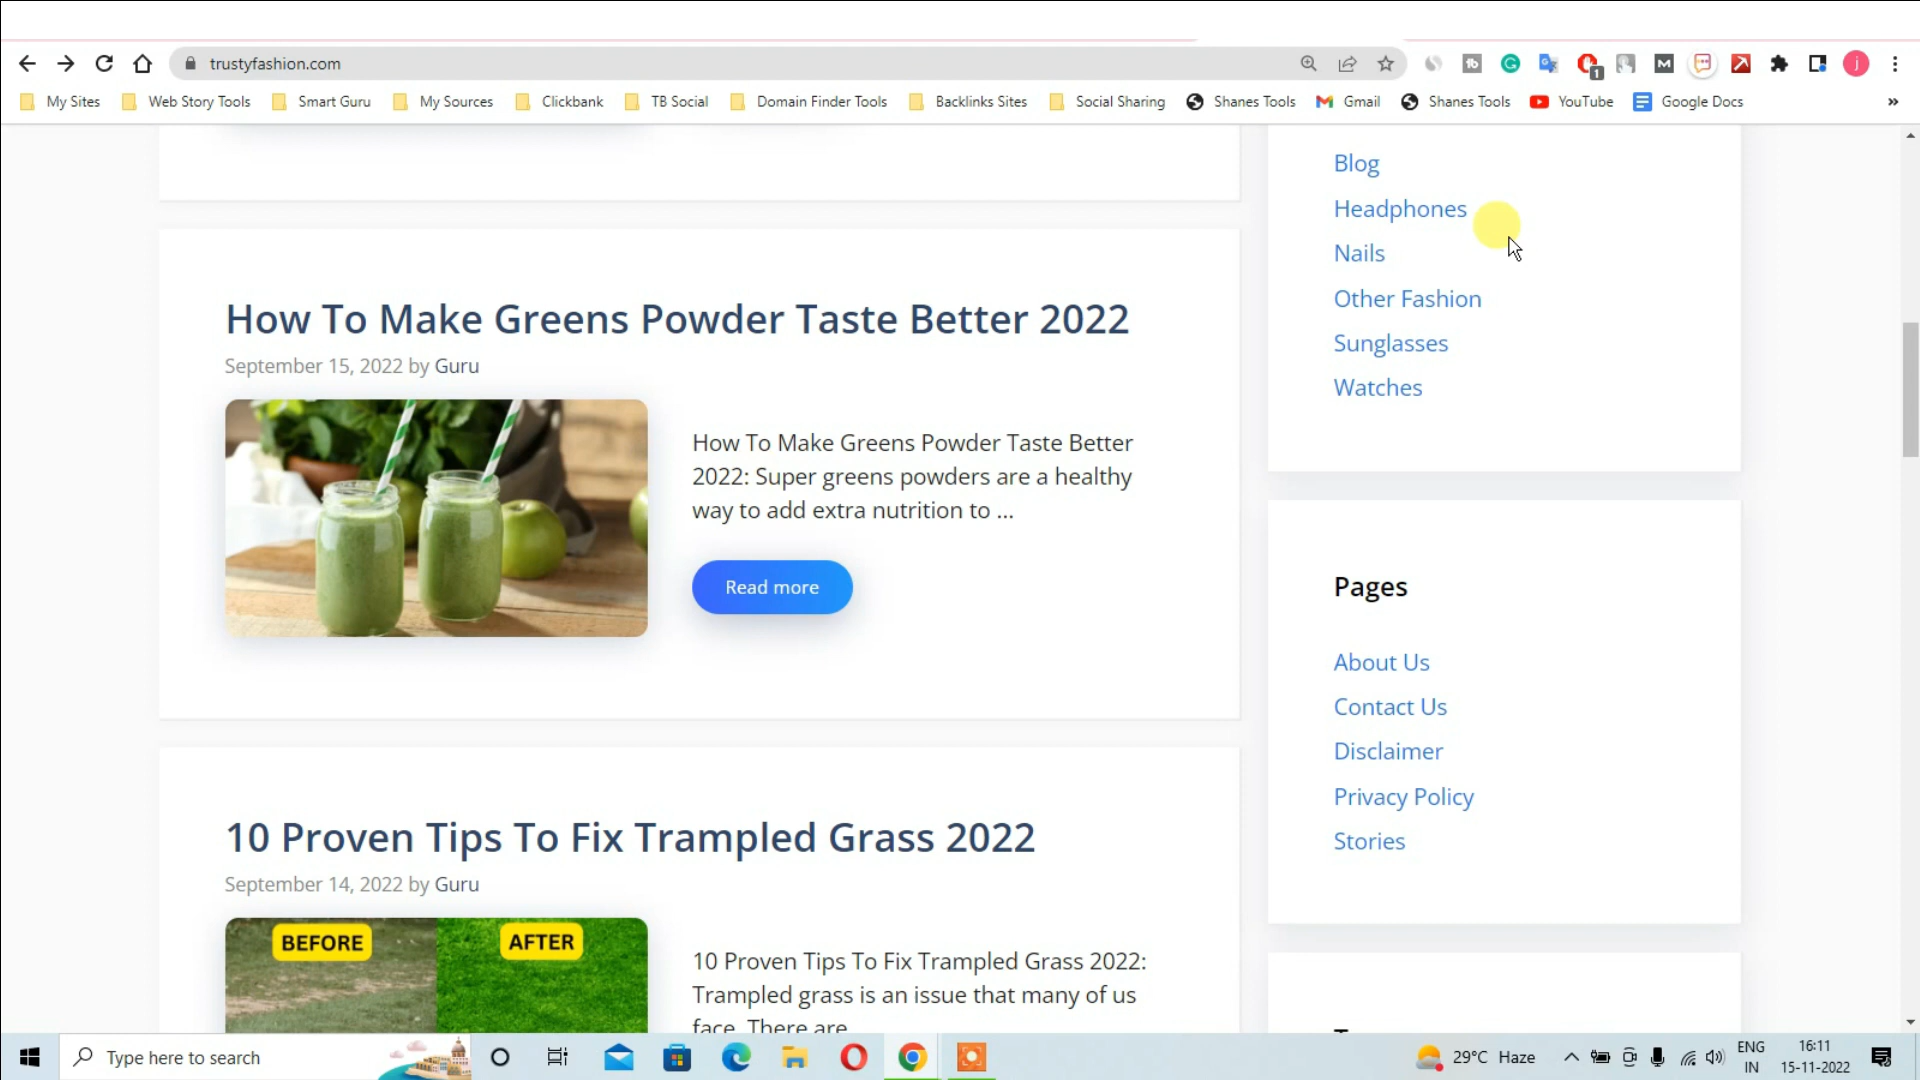 trustyfashion.com
My Sites Web Story Tools Smart Guru My Sources Clickbank TB Social Domain Finder Tools Backlinks Sites Social Sharing Shanes Tools Gmail Shanes Tools YouTube Google Docs »
How To Make Greens Powder Taste Better 2022
September 15, 2022 by Guru
How To Make Greens Powder Taste Better
2022: Super greens powders are a healthy
way to add extra nutrition to ...
Read more
10 Proven Tips To Fix Trampled Grass 2022
September 14, 2022 by Guru
BEFORE AFTER
10 Proven Tips To Fix Trampled Grass 2022:
Trampled grass is an issue that many of us
face. There are
Blog
Headphones
Nails
Other Fashion
Sunglasses
Watches
Pages
About Us
Contact Us
Disclaimer
Privacy Policy
Stories
Type here to search
29°C Haze
ENG
IN
16:11
15-11-2022